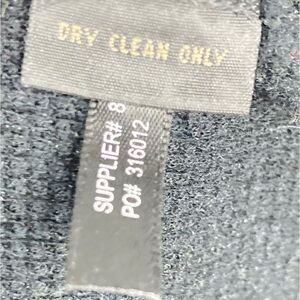 DRY CLEAN ONLY
SUPPLIER# 8
PO# 316012